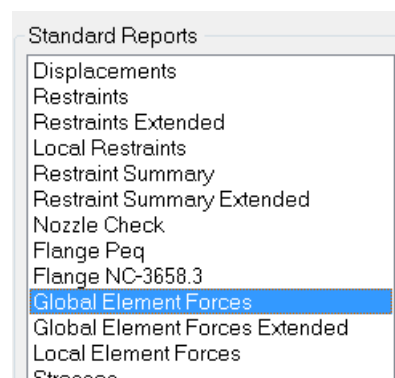 Standard Reports
Displacements
Restraints
Restraints Extended
Local Restraints
Restraint Summary
Restraint Summary Extended
Nozzle Check
Flange Peq
Flange NC-3658.3
Global Element Forces
Global Element Forces Extended
Local Element Forces
Stresses